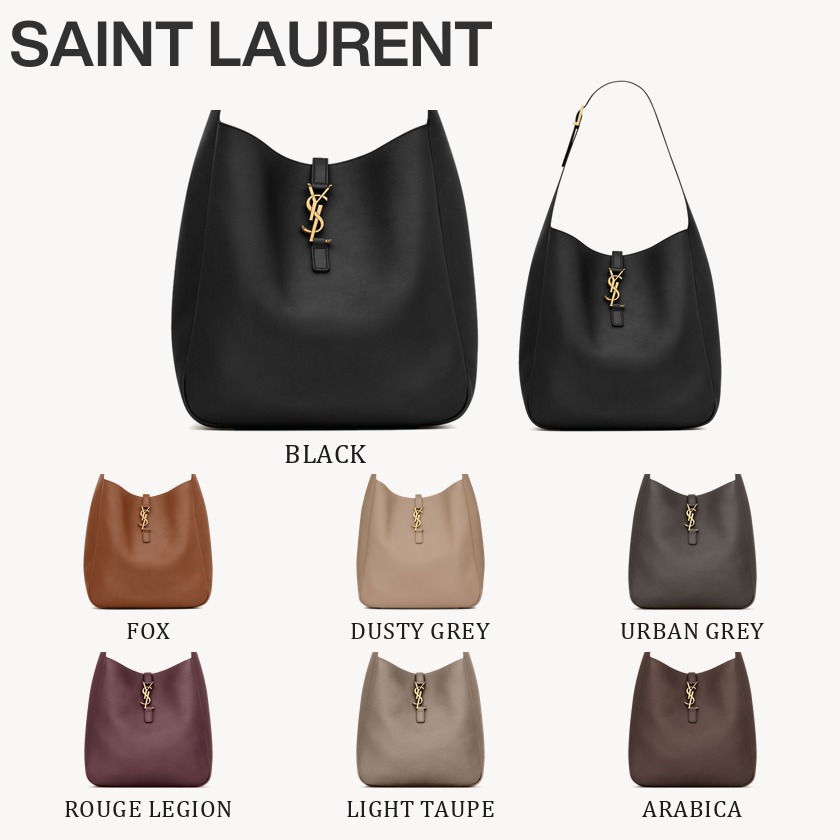 SAINT LAURENT
BLACK
FOX
DUSTY GREY
URBAN GREY
ROUGE LEGION
LIGHT TAUPE
ARABICA